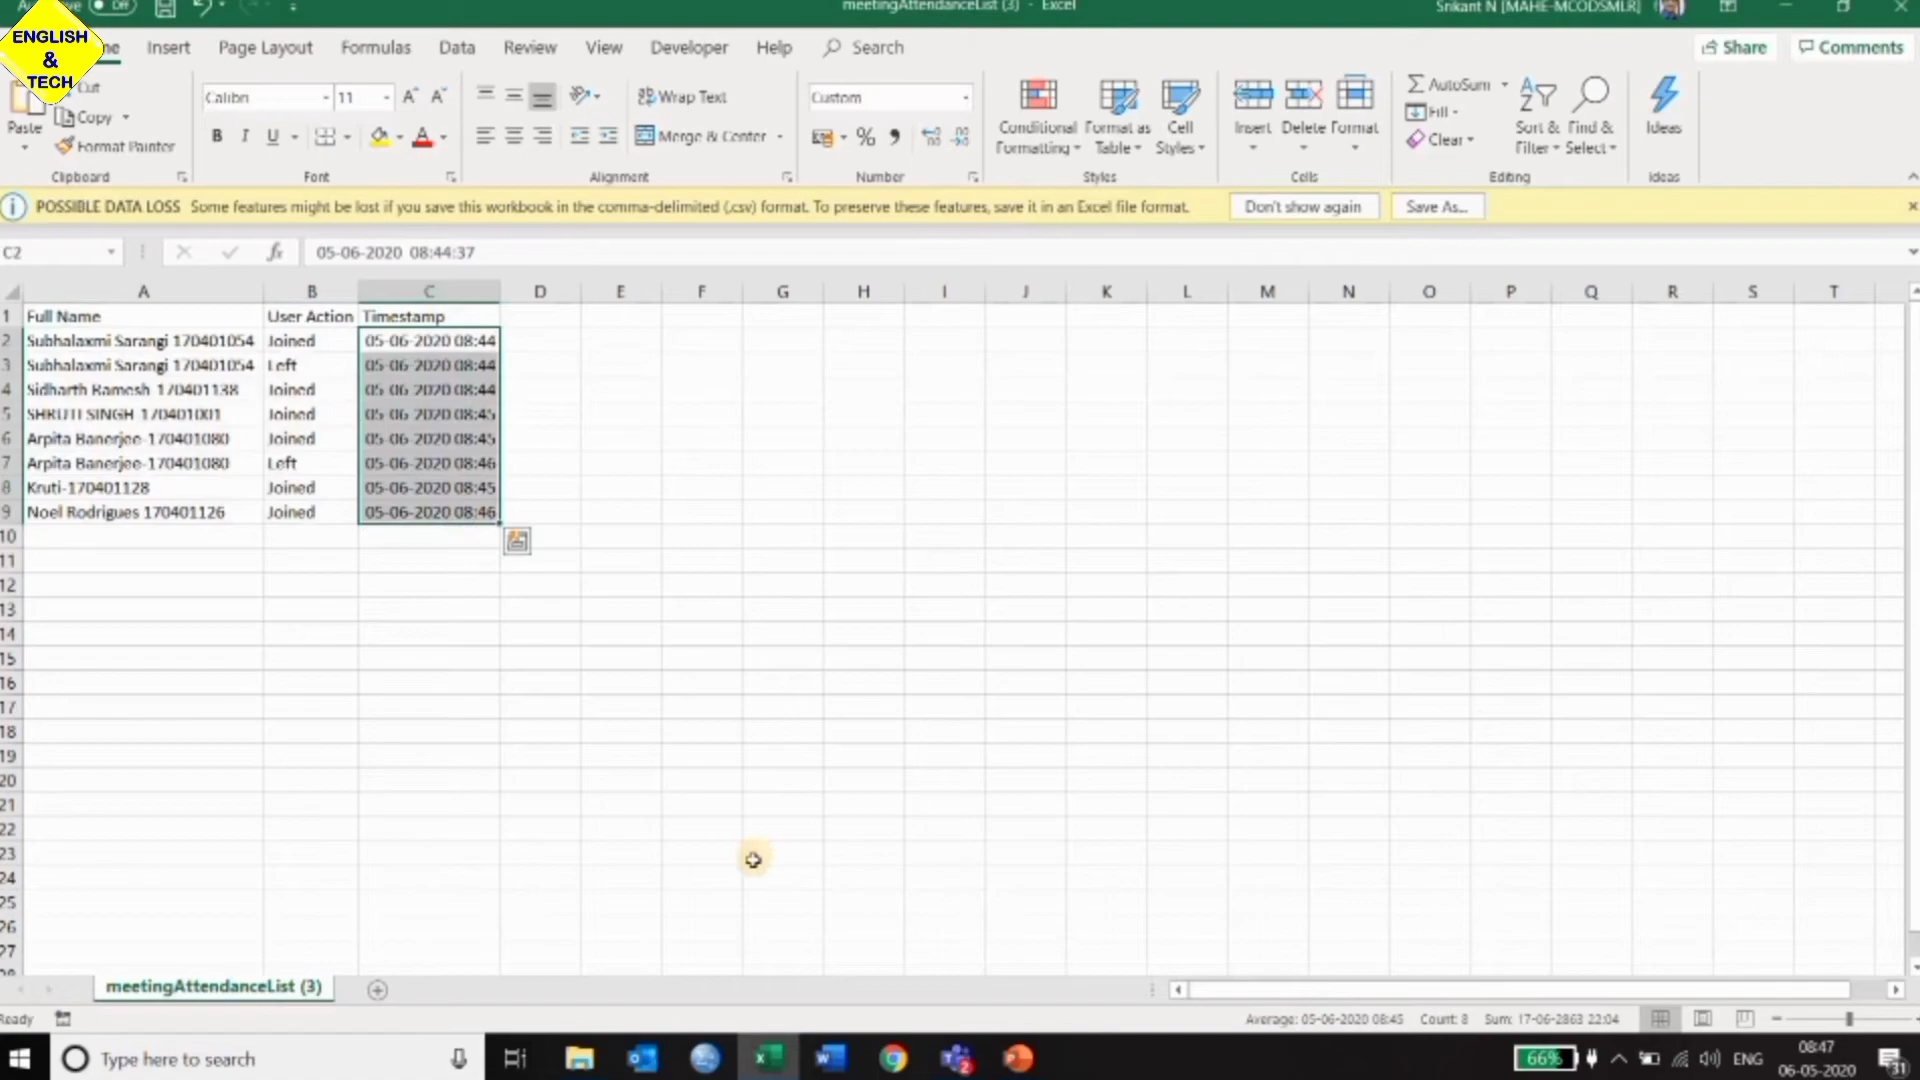 meetingAttendanceList (3) - Excel
Srikant N [MAHE-MCODSMLR]
Off
ENGLISH
&
TECH
Insert Page Layout Formulas Data Review View Developer Help Search
Share Comments
Paste
Cut
Copy
Format Painter
Clipboard
Calibri 11
B I U
Font
Wrap Text
Merge & Center
Alignment
Custom
%
Number
Conditional Formatting
Format as Table
Cell Styles
Styles
Insert Delete Format
Cells
AutoSum
Fill
Clear
Sort & Filter
Find & Select
Editing
Ideas
Ideas
POSSIBLE DATA LOSS Some features might be lost if you save this workbook in the comma-delimited (.csv) format. To preserve these features, save it in an Excel file format. Don't show again Save As...
C2 fx 05-06-2020 08:44:37
A B C D E F G H I J K L M N O P Q R S T
1 Full Name User Action Timestamp
2 Subhalaxmi Sarangi 170401054 Joined 05-06-2020 08:44
3 Subhalaxmi Sarangi 170401054 Left 05-06-2020 08:44
4 Sidharth Ramesh 170401138 Joined 05-06-2020 08:44
5 SHRUTI SINGH 170401001 Joined 05-06-2020 08:45
6 Arpita Banerjee-170401080 Joined 05-06-2020 08:45
7 Arpita Banerjee-170401080 Left 05-06-2020 08:46
8 Kruti-170401128 Joined 05-06-2020 08:45
9 Noel Rodrigues 170401126 Joined 05-06-2020 08:46
10
11
12
13
14
15
16
17
18
19
20
21
22
23
24
25
26
27
meetingAttendanceList (3)
Ready Average: 05-06-2020 08:45 Count: 8 Sum: 17-06-2863 22:04
Type here to search
66% ENG 08:47
06-05-2020
31